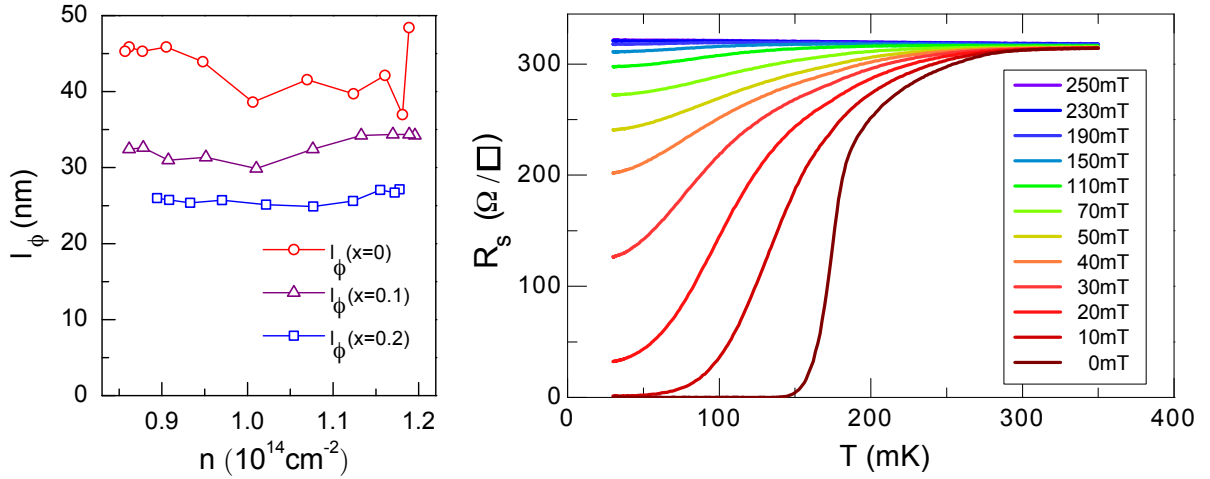 50
40
30
20
10
0
l_ϕ (nm)
0.9
1.0
1.1
1.2
n (10^14 cm^-2)
l_ϕ(x=0)
l_ϕ(x=0.1)
l_ϕ(x=0.2)
300
200
100
0
R_s (Ω/□)
0
100
200
300
400
T (mK)
250mT
230mT
190mT
150mT
110mT
70mT
50mT
40mT
30mT
20mT
10mT
0mT